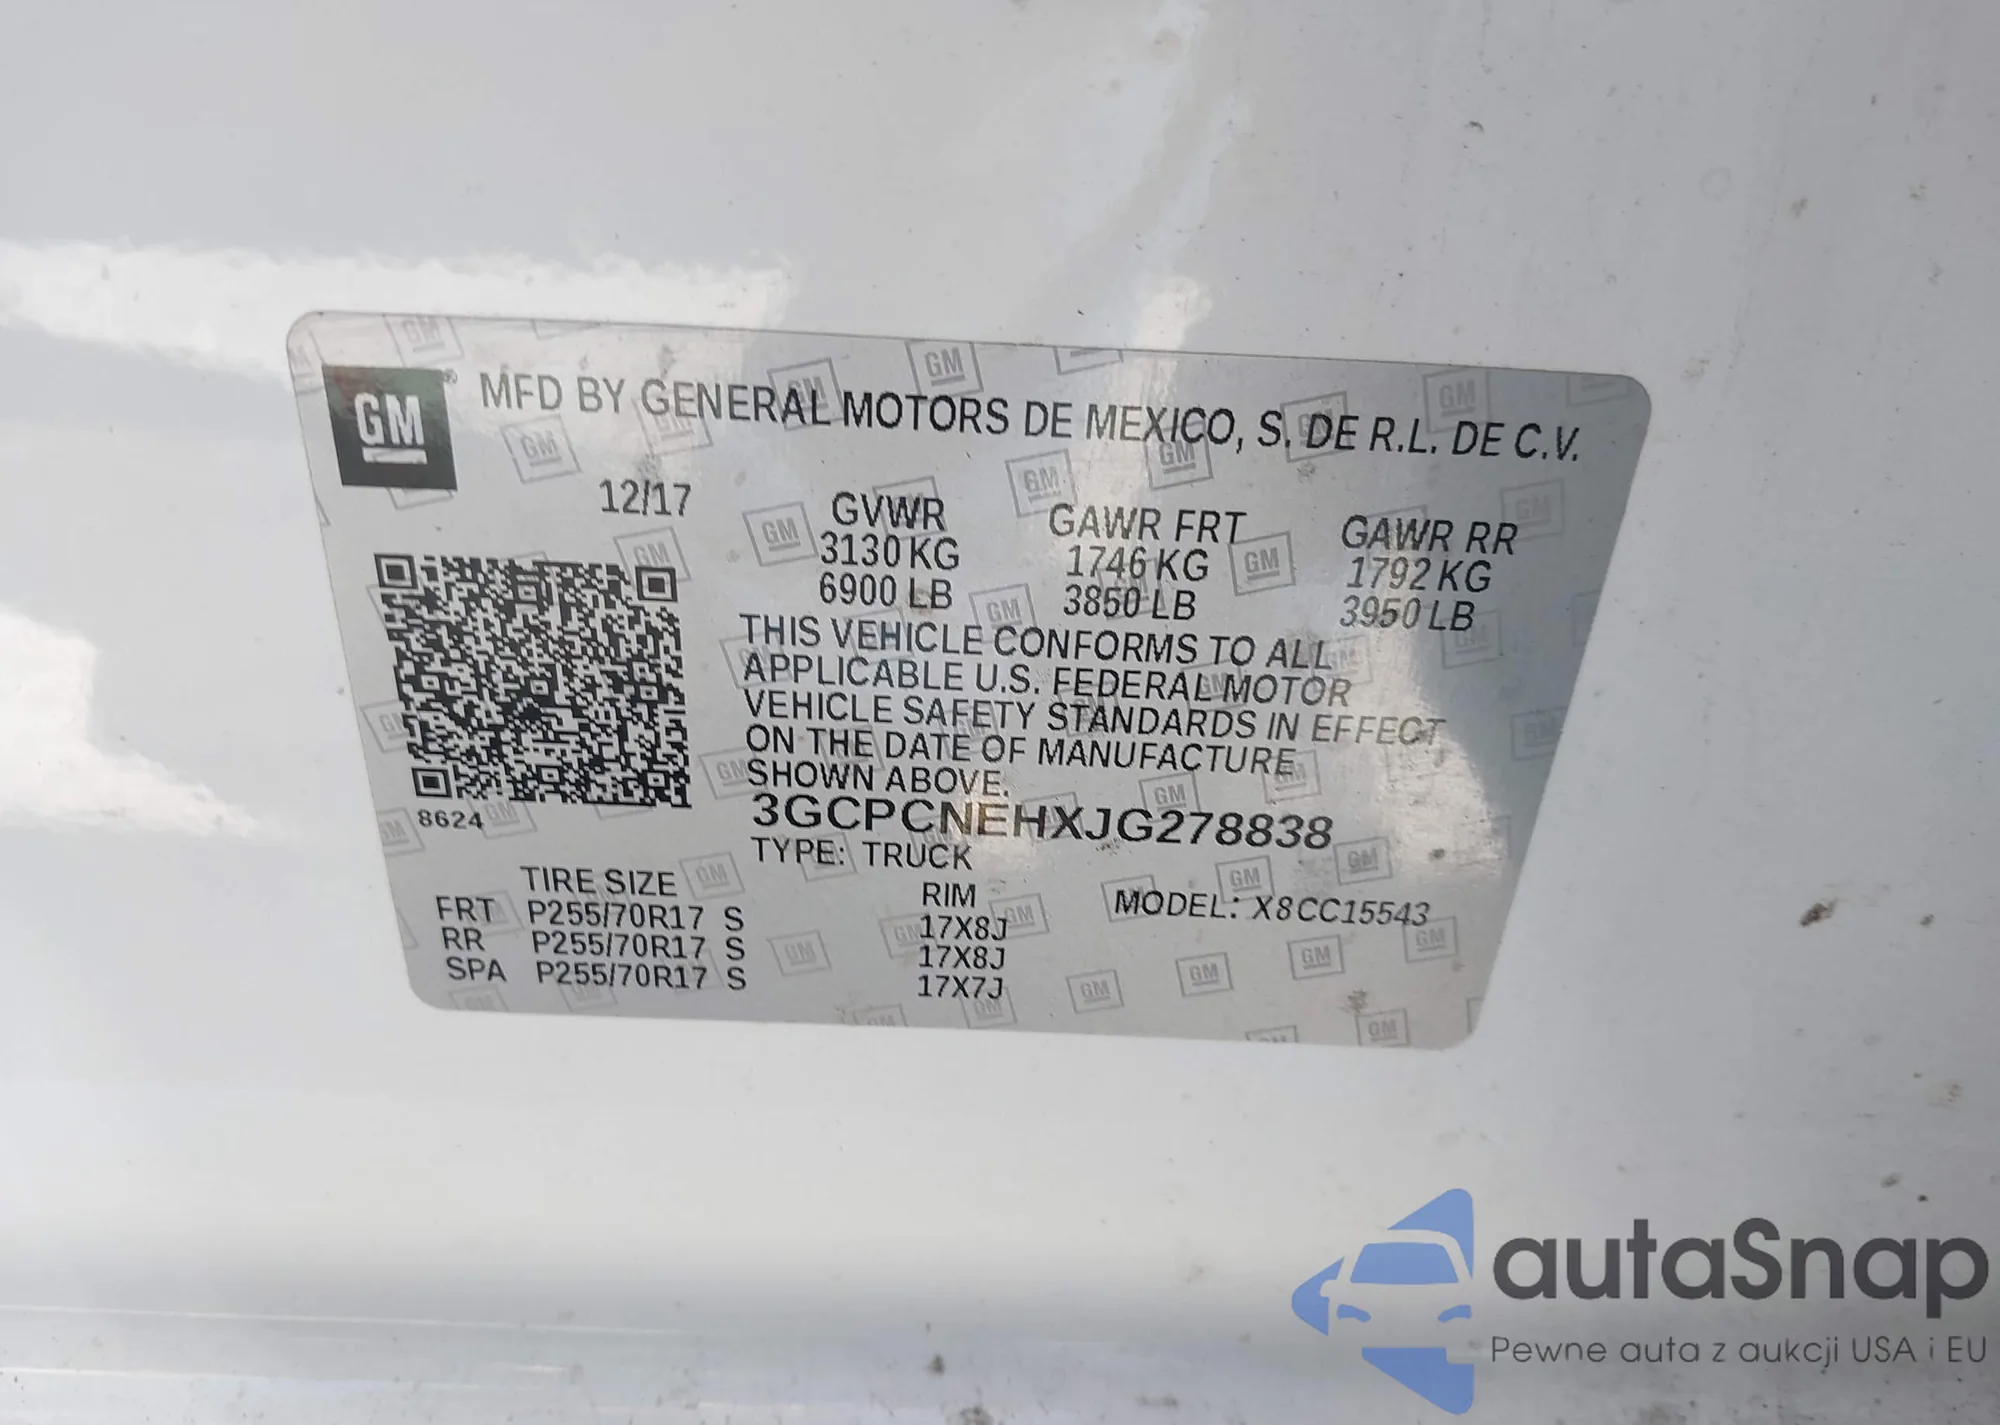 GM
MFD BY GENERAL MOTORS DE MEXICO, S. DE R.L. DE C.V.
12/17
GVWR GAWR FRT GAWR RR
3130 KG 1746 KG 1792 KG
6900 LB 3850 LB 3950 LB
THIS VEHICLE CONFORMS TO ALL
APPLICABLE U.S. FEDERAL MOTOR
VEHICLE SAFETY STANDARDS IN EFFECT
ON THE DATE OF MANUFACTURE
SHOWN ABOVE.
3GCPCNEHXJG278838
8624
TYPE: TRUCK
TIRE SIZE RIM MODEL: X8CC15543
FRT P255/70R17 S 17X8J
RR P255/70R17 S 17X8J
SPA P255/70R17 S 17X7J
autaSnap
Pewne auta z aukcji USA i EU